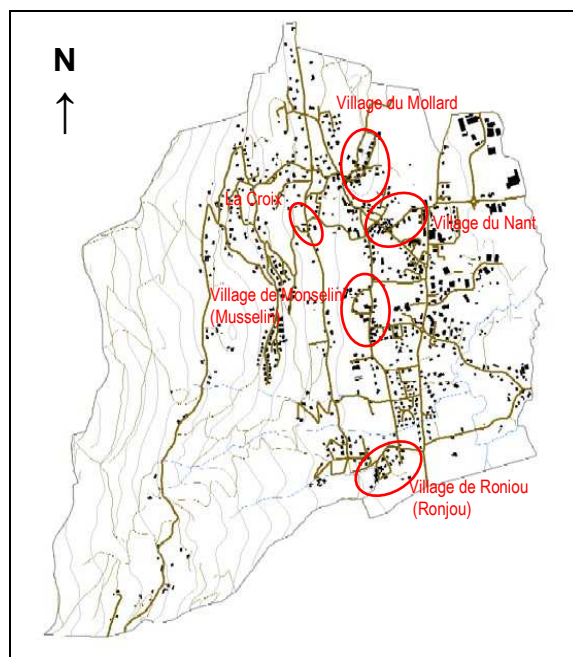 N
Village du Mollard
La Croix
Village du Nant
Village de Monselin
(Musselin)
Village de Roniou
(Ronjou)